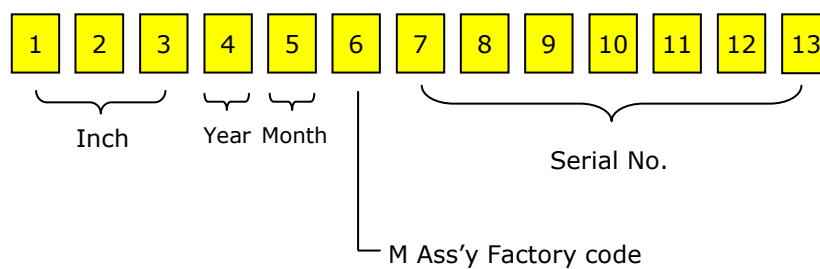 1 2 3 4 5 6 7 8 9 10 11 12 13
Inch Year Month
Serial No.
M Ass’y Factory code